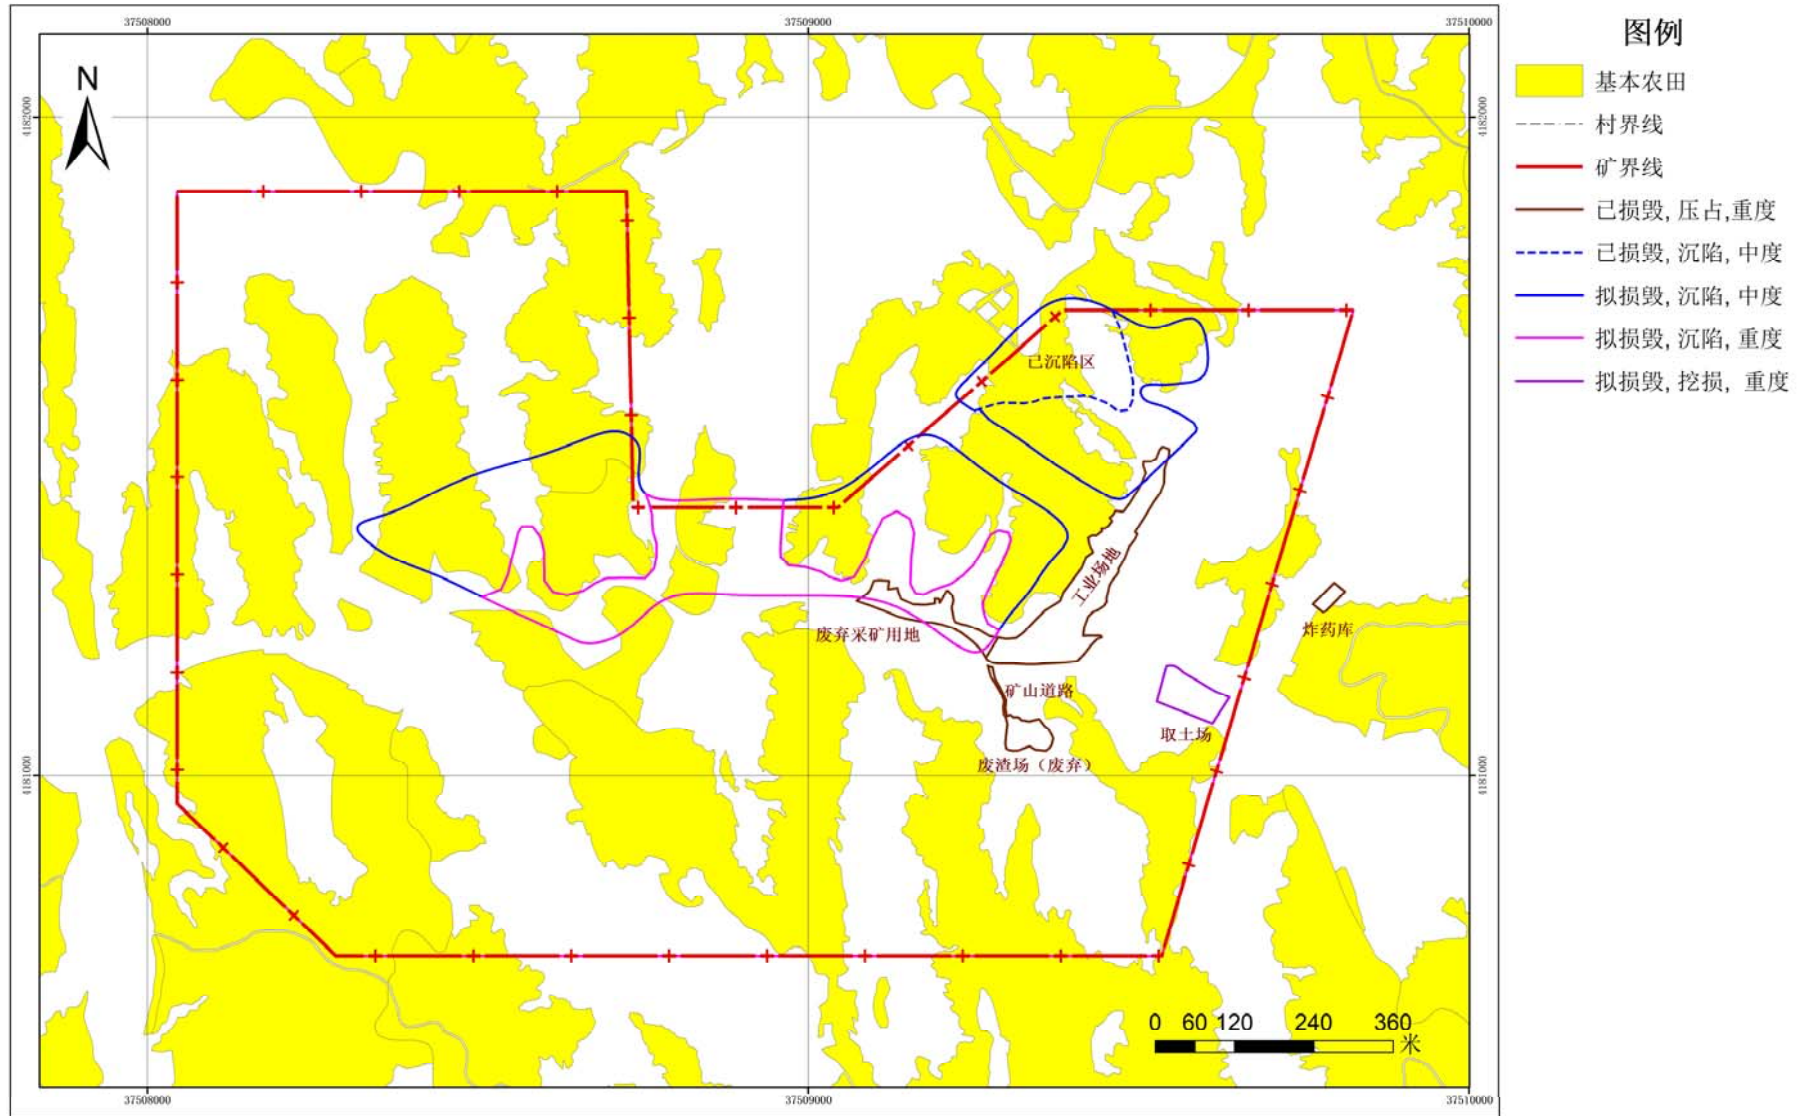 37508000
37509000
37510000
图例
N
4182000
4182000
基本农田
村界线
矿界线
已损毁, 压占,重度
已损毁, 沉陷, 中度
拟损毁, 沉陷, 中度
拟损毁, 沉陷, 重度
拟损毁, 挖损, 重度
已沉陷区
工业场地
废弃采矿用地
炸药库
矿山道路
取土场
废渣场（废弃）
4181000
4181000
0 60 120 240 360
米
37508000
37509000
37510000